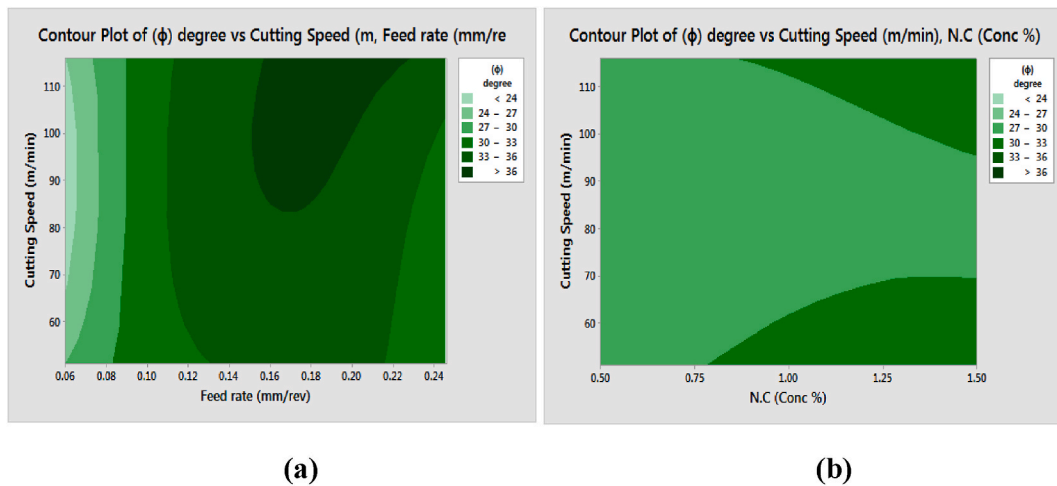 Contour Plot of (ϕ) degree vs Cutting Speed (m, Feed rate (mm/re
(ϕ)
degree
< 24
24 – 27
27 – 30
30 – 33
33 – 36
> 36
Cutting Speed (m/min)
110
100
90
80
70
60
0.06
0.08
0.10
0.12
0.14
0.16
0.18
0.20
0.22
0.24
Feed rate (mm/rev)
(a)
Contour Plot of (ϕ) degree vs Cutting Speed (m/min), N.C (Conc %)
(ϕ)
degree
< 24
24 – 27
27 – 30
30 – 33
33 – 36
> 36
Cutting Speed (m/min)
110
100
90
80
70
60
0.50
0.75
1.00
1.25
1.50
N.C (Conc %)
(b)